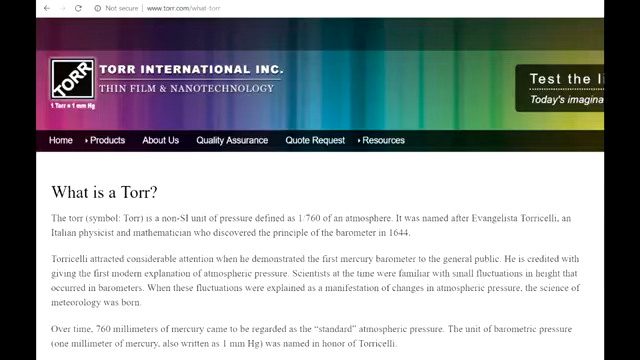 Not secure | www.torr.com/what-torr
TORR
1 Torr = 1 mm Hg
TORR INTERNATIONAL INC.
THIN FILM & NANOTECHNOLOGY
Test the li
Today's imagina
Home Products About Us Quality Assurance Quote Request Resources
What is a Torr?
The torr (symbol: Torr) is a non-SI unit of pressure defined as 1/760 of an atmosphere. It was named after Evangelista Torricelli, an
Italian physicist and mathematician who discovered the principle of the barometer in 1644.
Torricelli attracted considerable attention when he demonstrated the first mercury barometer to the general public. He is credited with
giving the first modern explanation of atmospheric pressure. Scientists at the time were familiar with small fluctuations in height that
occurred in barometers. When these fluctuations were explained as a manifestation of changes in atmospheric pressure, the science of
meteorology was born.
Over time, 760 millimeters of mercury came to be regarded as the “standard” atmospheric pressure. The unit of barometric pressure
(one millimeter of mercury, also written as 1 mm Hg) was named in honor of Torricelli.